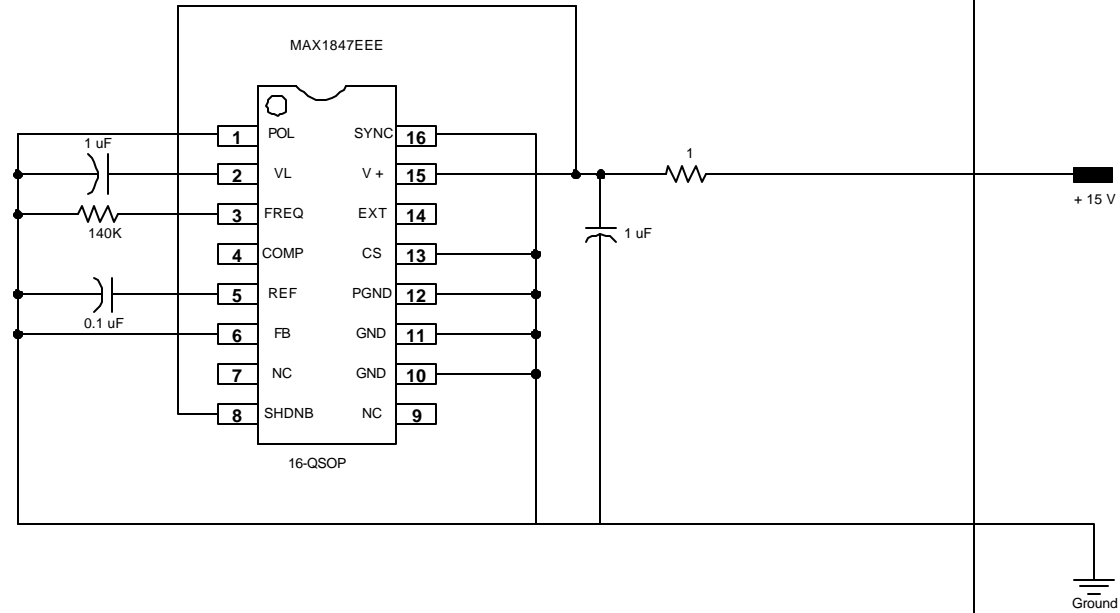 MAX1847EEE
1 POL
SYNC 16
1 uF
2 VL
V + 15
1
+ 15 V
3 FREQ
EXT 14
140K
1 uF
4 COMP
CS 13
5 REF
PGND 12
0.1 uF
6 FB
GND 11
7 NC
GND 10
8 SHDNB
NC 9
16-QSOP
Ground